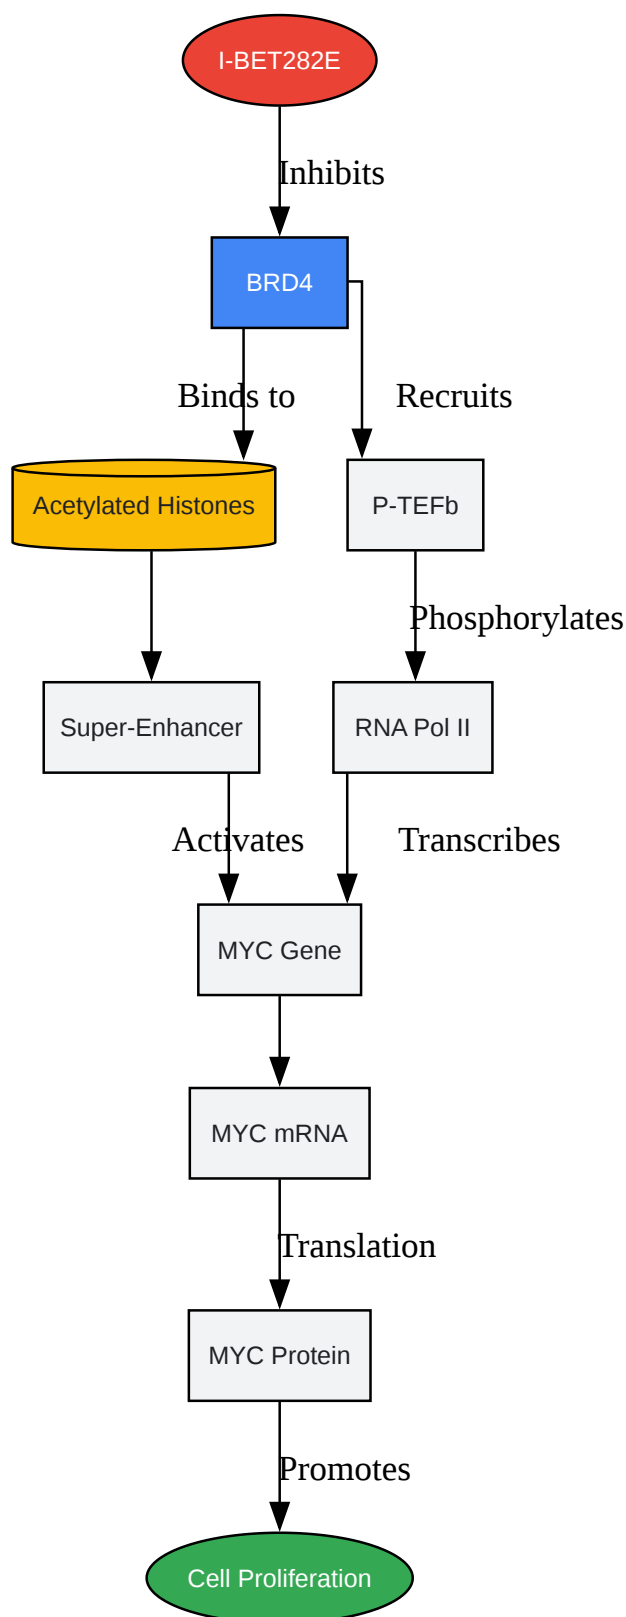 I-BET282E
Inhibits
BRD4
Binds to
Recruits
Acetylated Histones
P-TEFb
Phosphorylates
Super-Enhancer
RNA Pol II
Activates
Transcribes
MYC Gene
MYC mRNA
Translation
MYC Protein
Promotes
Cell Proliferation